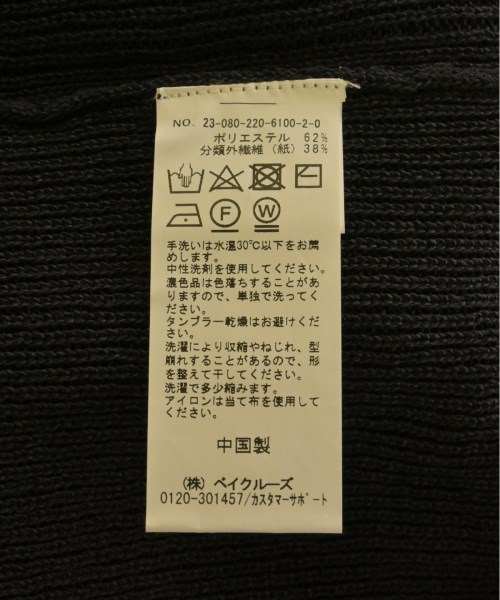 NO. 23-080-220-6100-2-0
ポリエステル 62%
分類外繊維（紙）38%
F W
手洗いは水温30℃以下をお薦
めします。
中性洗剤を使用してください。
濃色品は色落ちすることがあ
りますので、単独で洗ってく
ださい。
タンブラー乾燥はお避けくだ
さい。
洗濯により収縮やねじれ、型
崩れすることがあるので、形
を整えて干してください。
洗濯で多少縮みます。
アイロンは当て布を使用して
ください。
中国製
（株）ベイクルーズ
0120-301457/カスタマーサポート